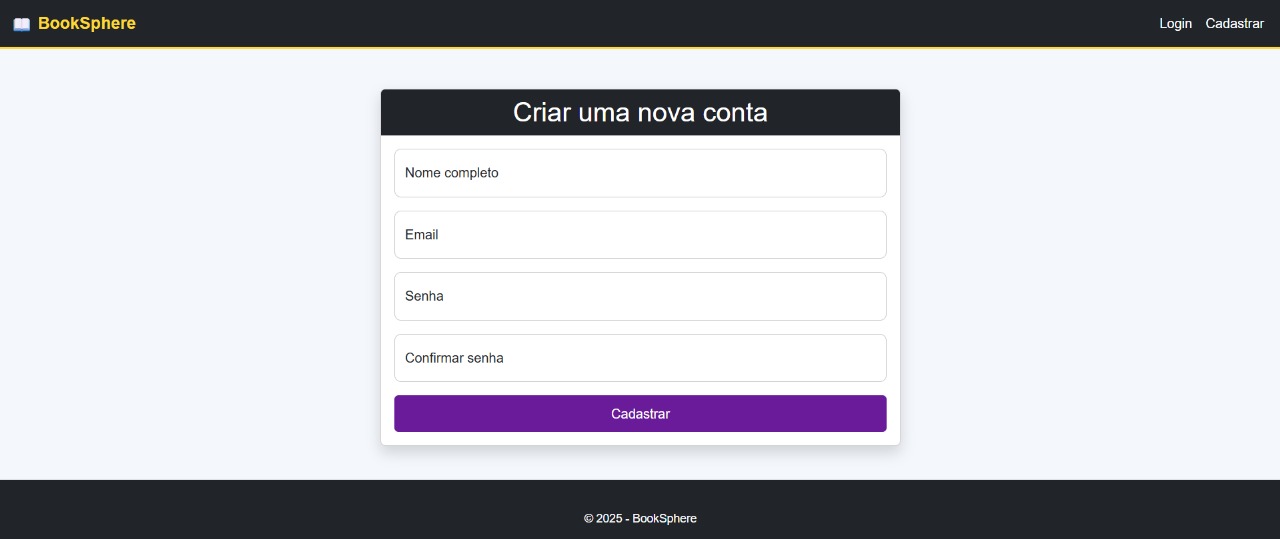 BookSphere
Login Cadastrar
Criar uma nova conta
Nome completo
Email
Senha
Confirmar senha
Cadastrar
© 2025 - BookSphere